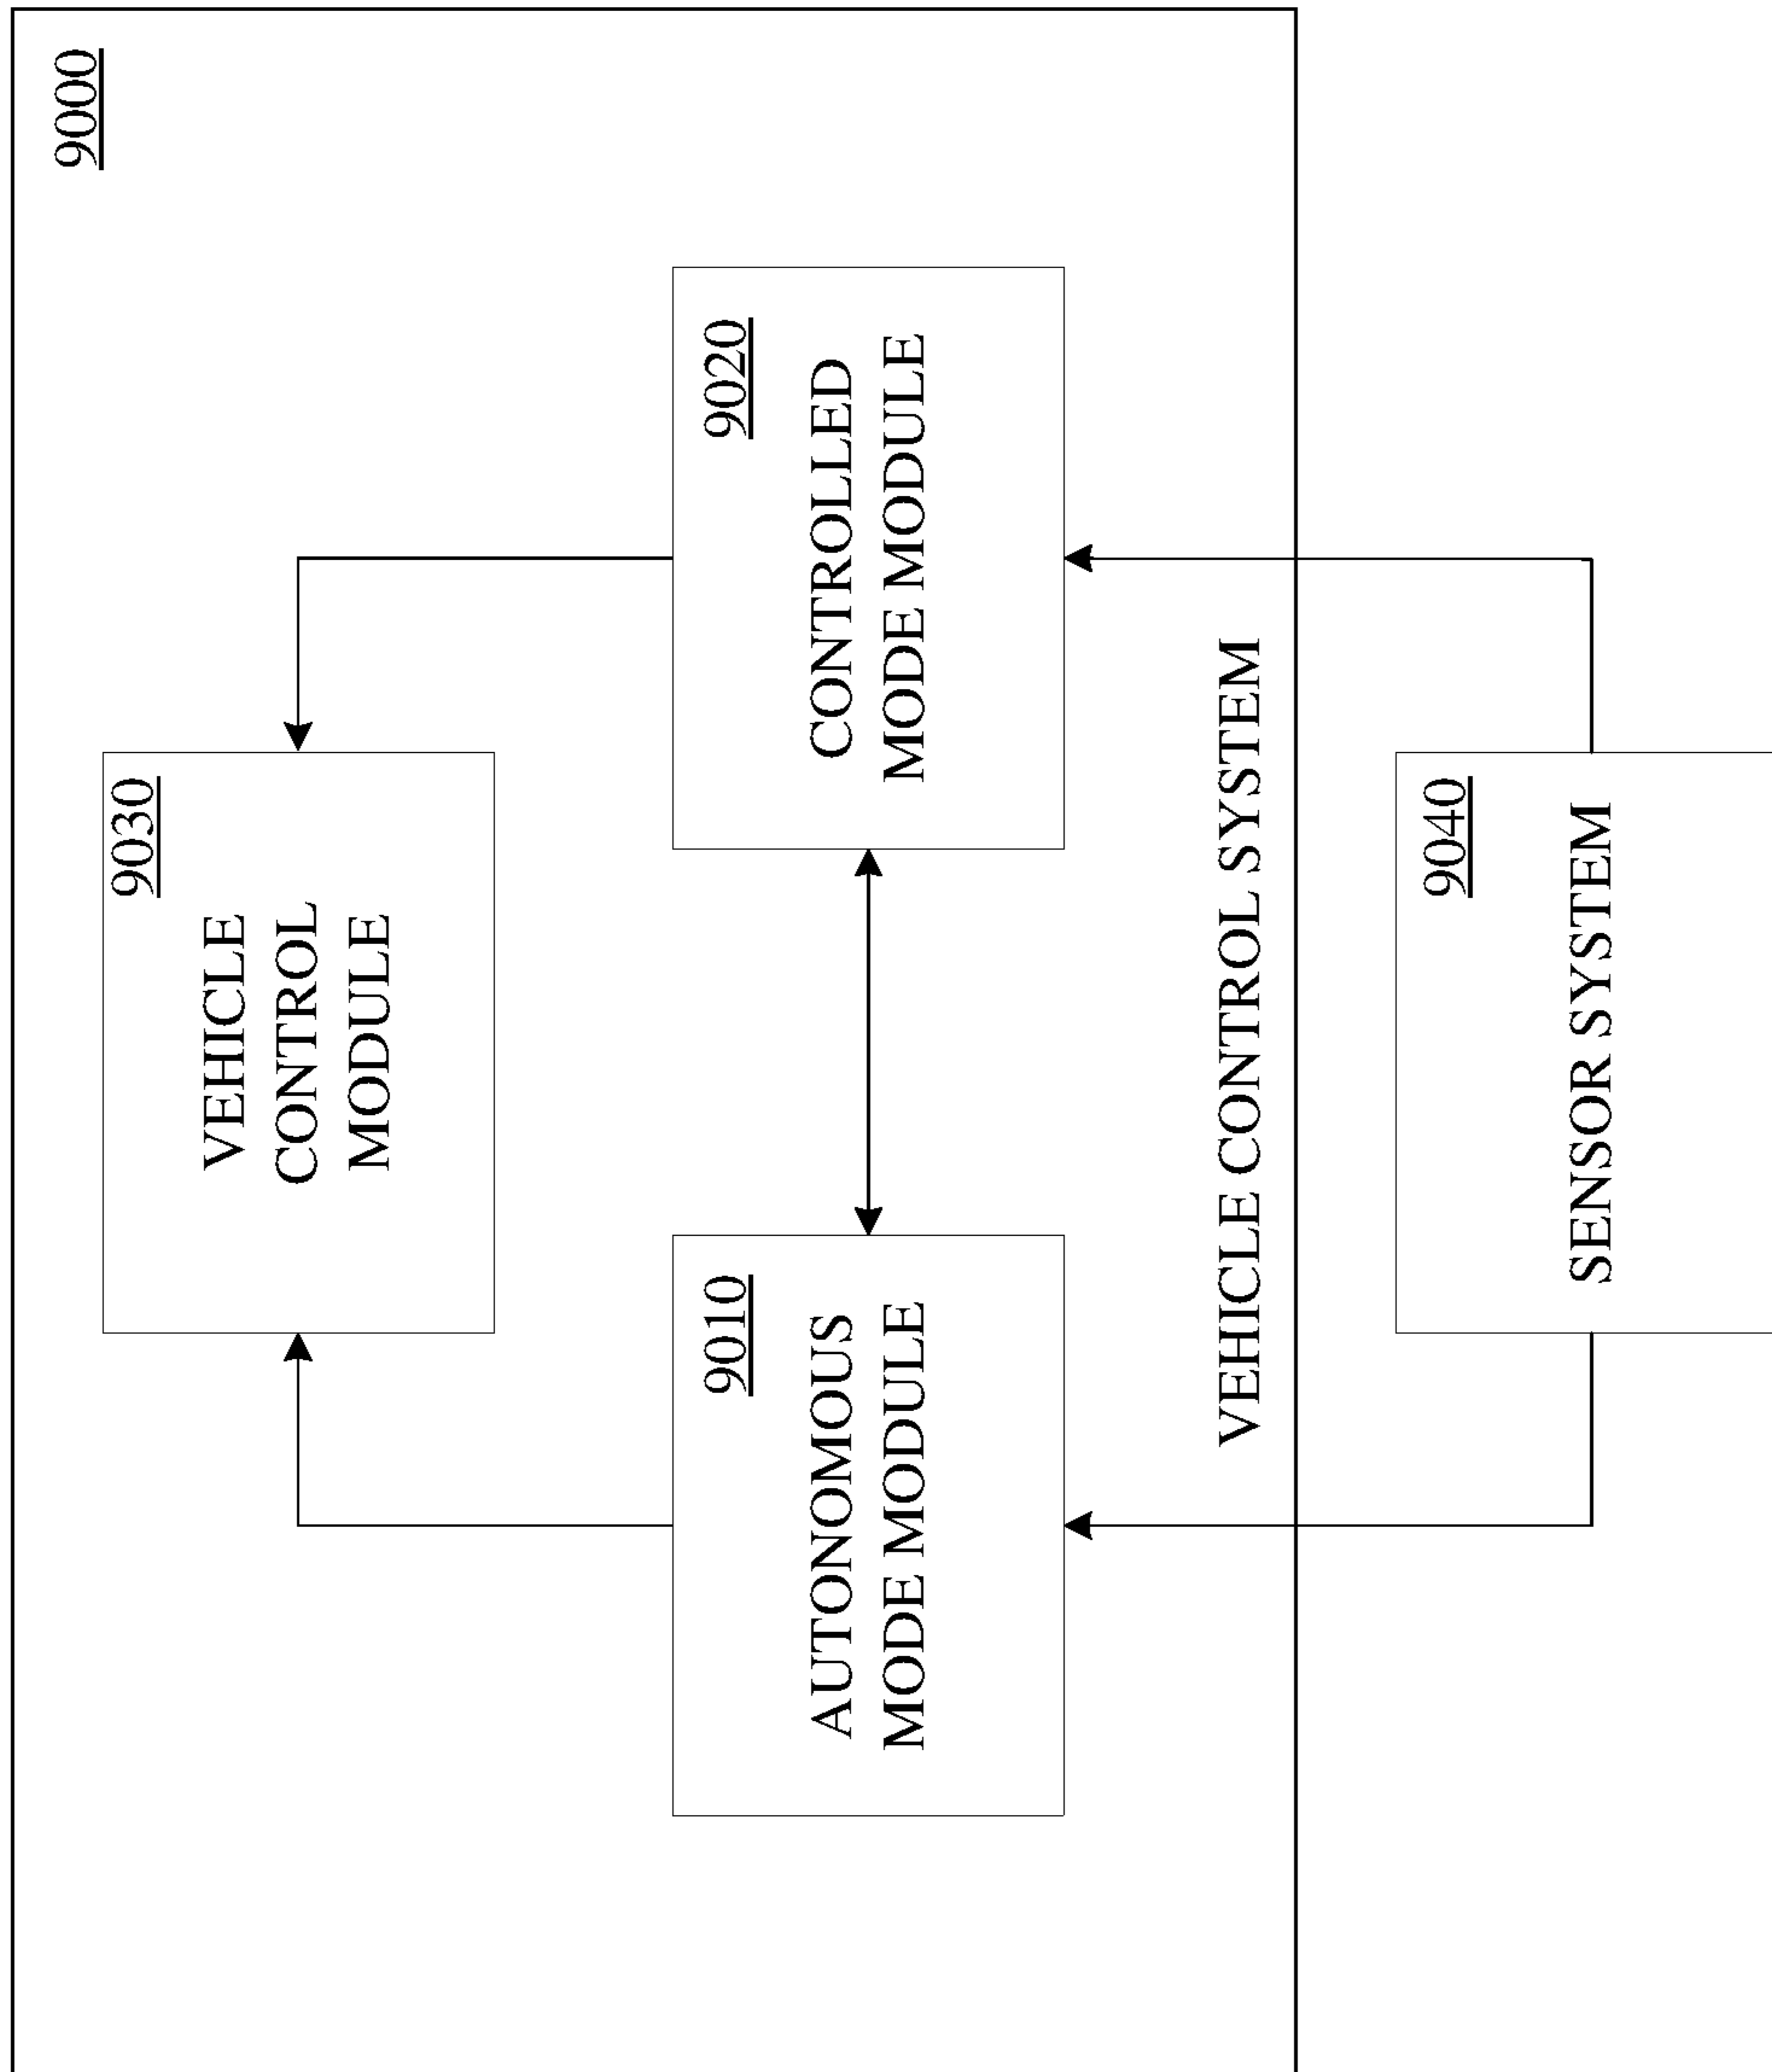 9000
9030
VEHICLE
CONTROL
MODULE
9010
AUTONOMOUS
MODE MODULE
9020
CONTROLLED
MODE MODULE
VEHICLE CONTROL SYSTEM
9040
SENSOR SYSTEM